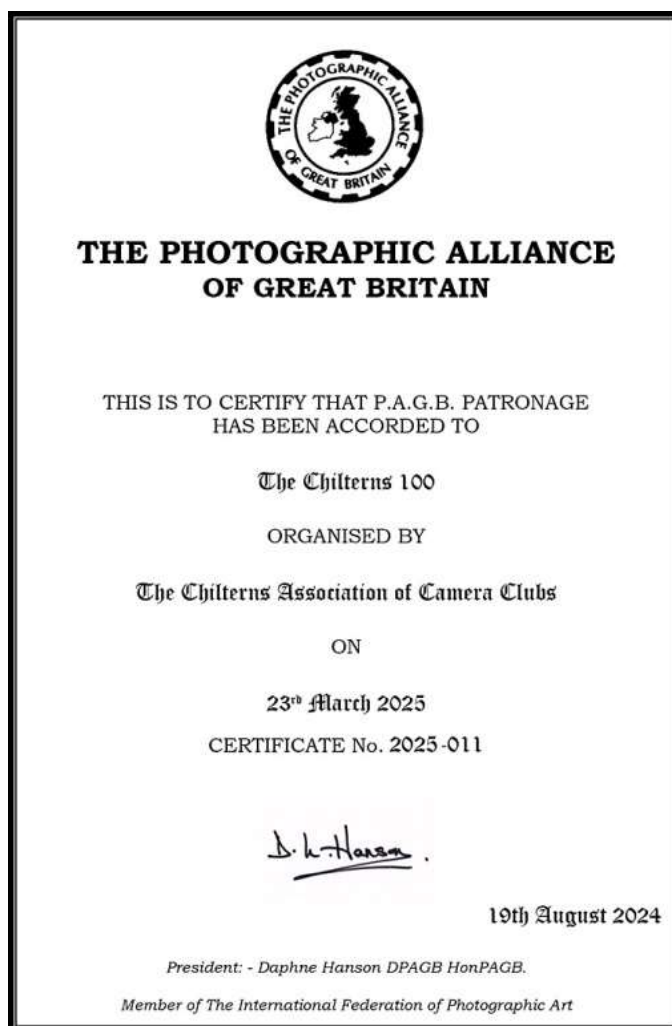 THE PHOTOGRAPHIC ALLIANCE
OF GREAT BRITAIN
THE PHOTOGRAPHIC ALLIANCE
OF GREAT BRITAIN
THIS IS TO CERTIFY THAT P.A.G.B. PATRONAGE
HAS BEEN ACCORDED TO
The Chilterns 100
ORGANISED BY
The Chilterns Association of Camera Clubs
ON
23rd March 2025
CERTIFICATE No. 2025-011
D. L. Hanson.
19th August 2024
President: - Daphne Hanson DPAGB HonPAGB.
Member of The International Federation of Photographic Art